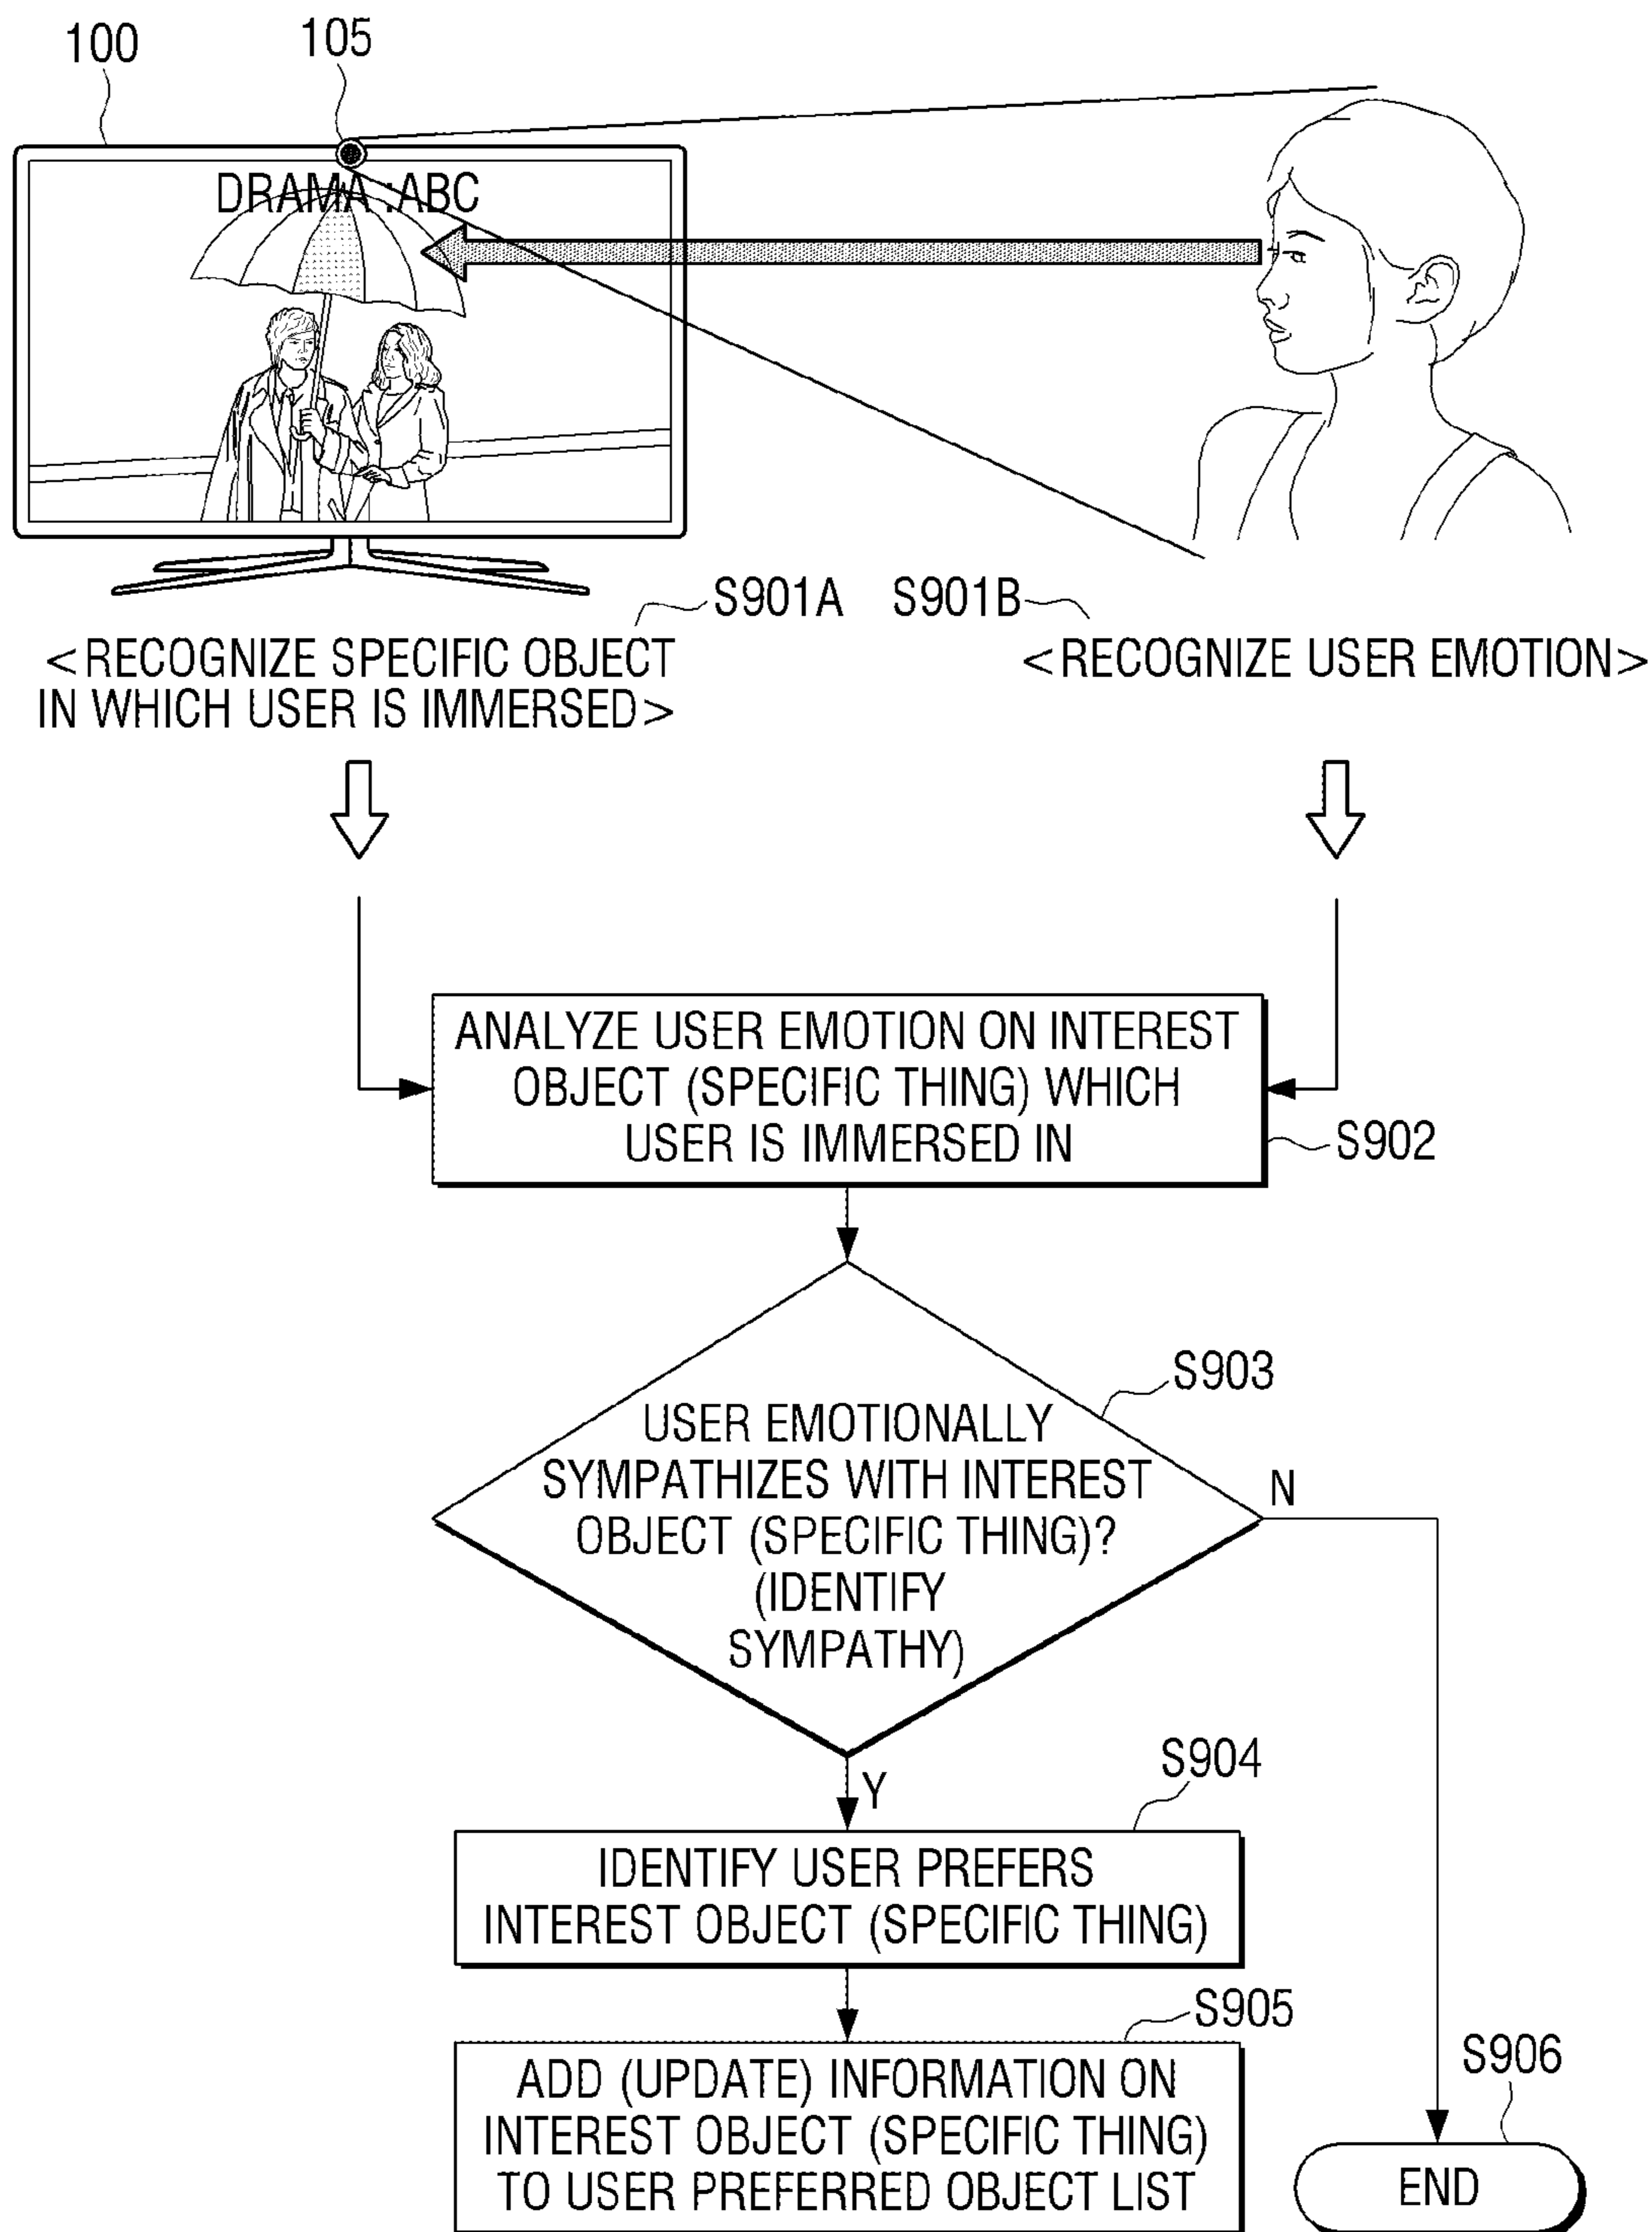 100
105
DRAMA :ABC
S901A
S901B
<RECOGNIZE SPECIFIC OBJECT
IN WHICH USER IS IMMERSED>
<RECOGNIZE USER EMOTION>
ANALYZE USER EMOTION ON INTEREST
OBJECT (SPECIFIC THING) WHICH
USER IS IMMERSED IN
S902
S903
USER EMOTIONALLY
SYMPATHIZES WITH INTEREST
OBJECT (SPECIFIC THING)?
(IDENTIFY
SYMPATHY)
N
Y
S904
IDENTIFY USER PREFERS
INTEREST OBJECT (SPECIFIC THING)
S905
ADD (UPDATE) INFORMATION ON
INTEREST OBJECT (SPECIFIC THING)
TO USER PREFERRED OBJECT LIST
S906
END